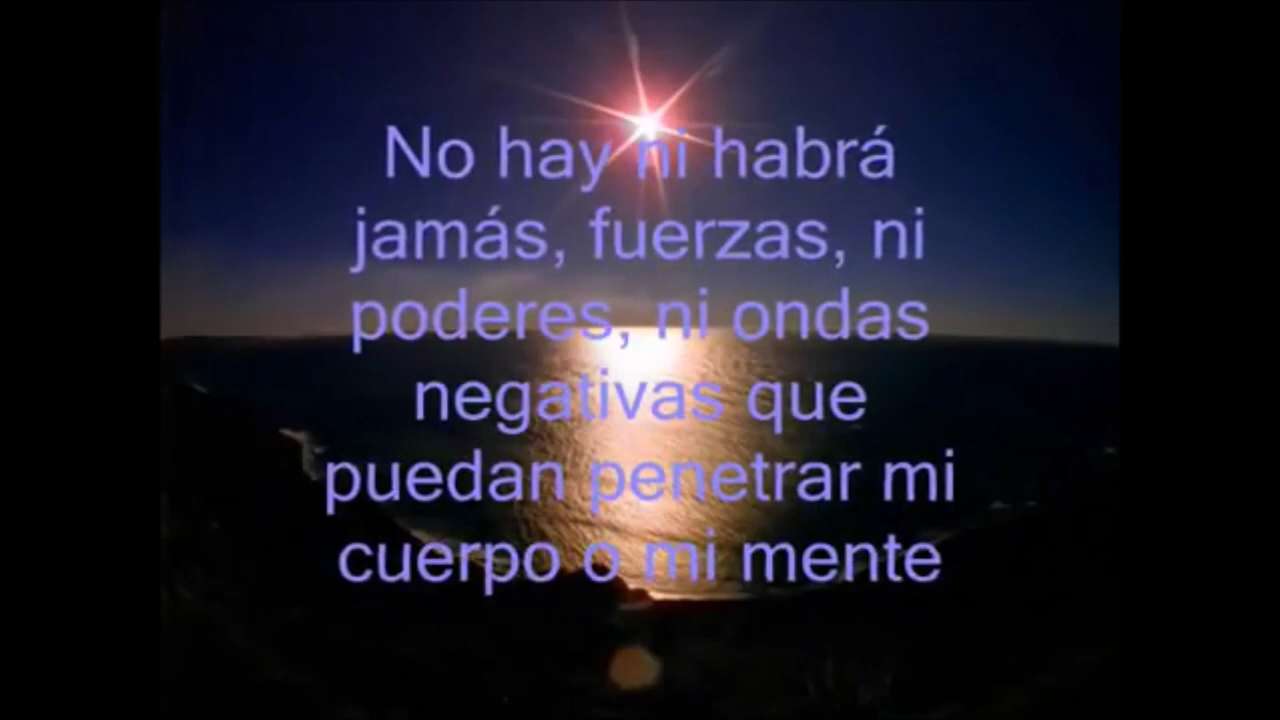 No hay ni habrá
jamás, fuerzas, ni
poderes, ni ondas
negativas que
puedan penetrar mi
cuerpo o mi mente